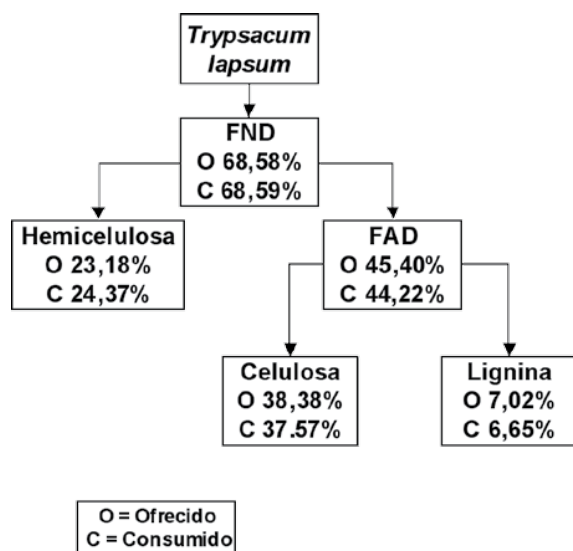 Trypsacum
lapsum
FND
O 68,58%
C 68,59%
Hemicelulosa
O 23,18%
C 24,37%
FAD
O 45,40%
C 44,22%
Celulosa
O 38,38%
C 37.57%
Lignina
O 7,02%
C 6,65%
O = Ofrecido
C = Consumido